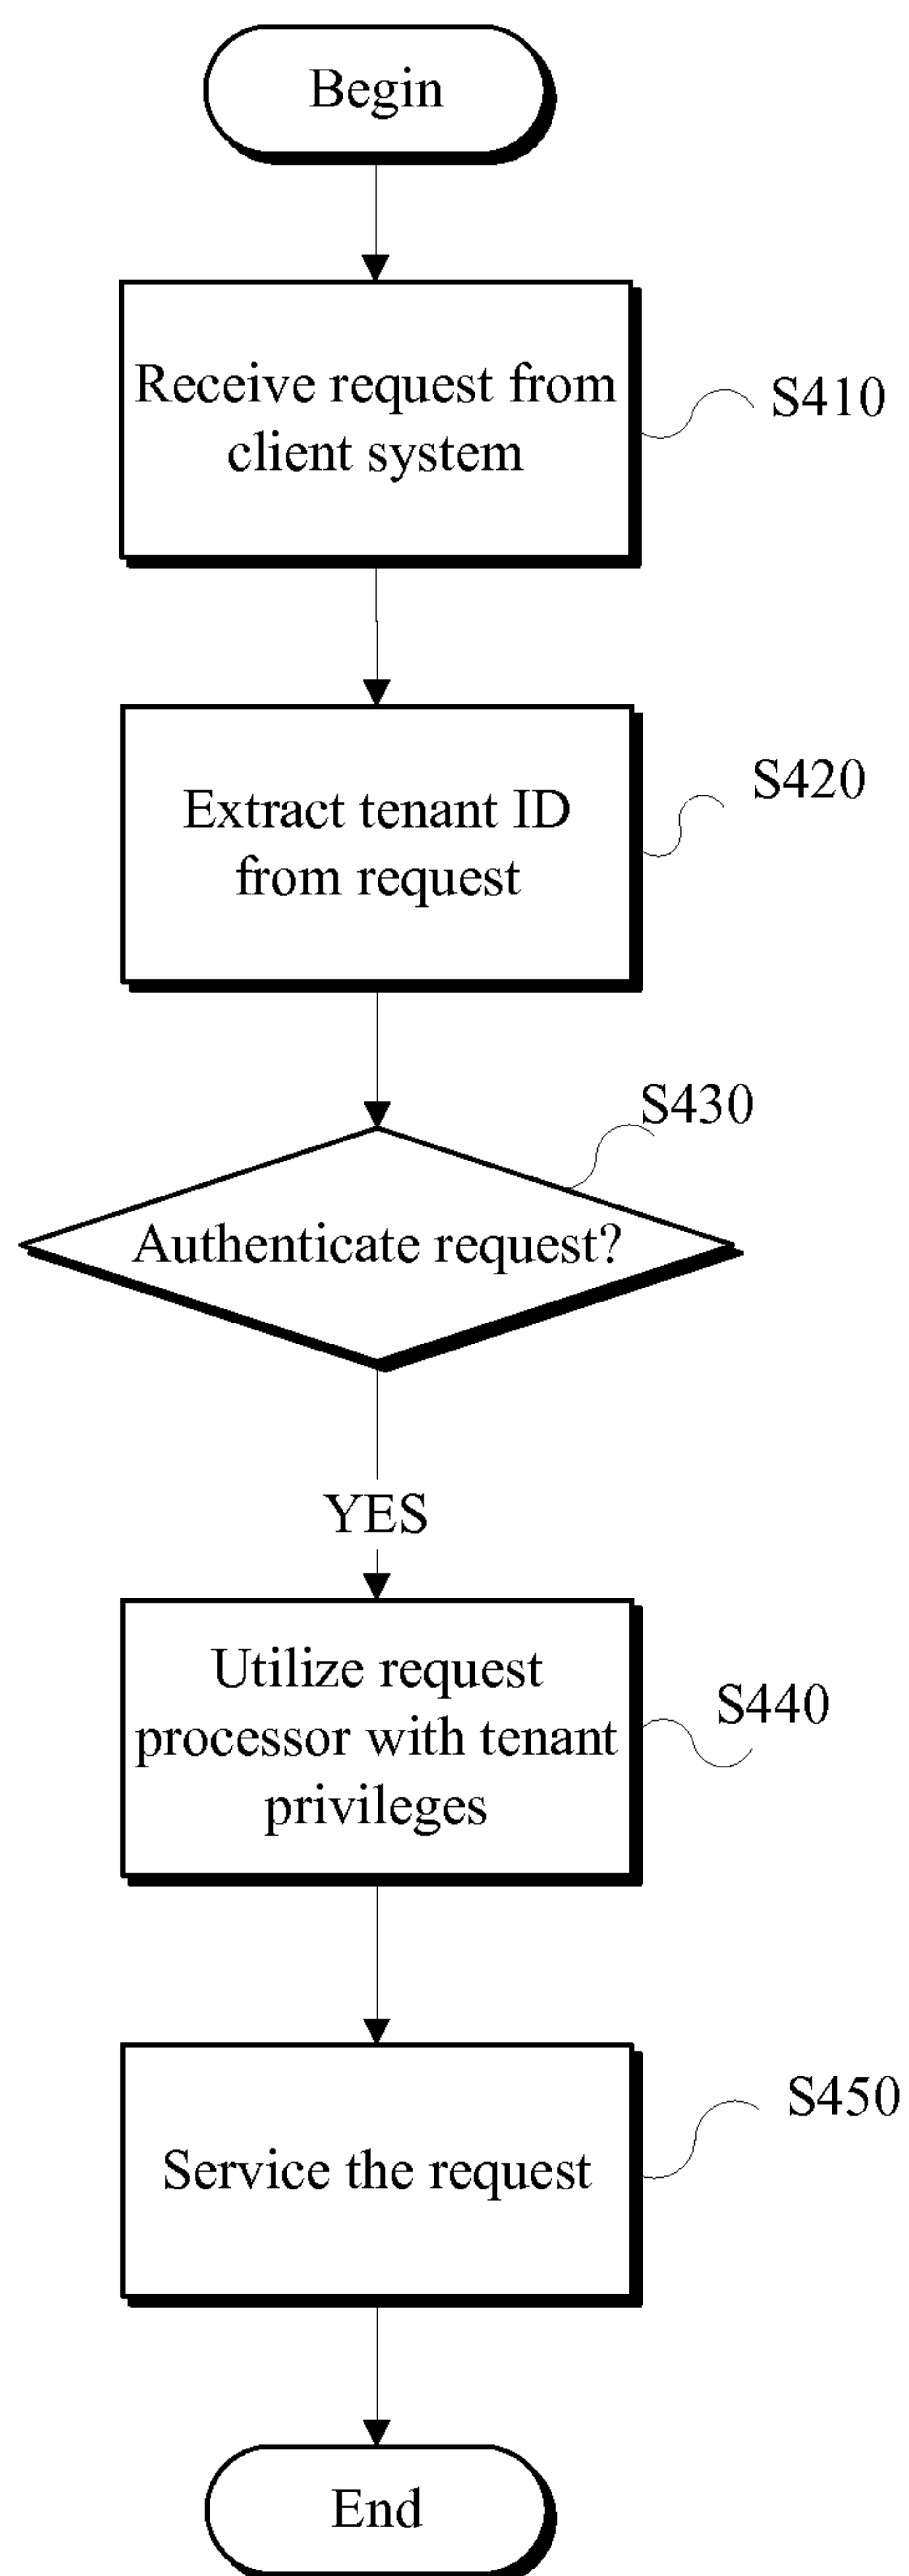 Begin
Receive request from
client system
S410
Extract tenant ID
from request
S420
S430
Authenticate request?
YES
Utilize request
processor with tenant
privileges
S440
Service the request
S450
End